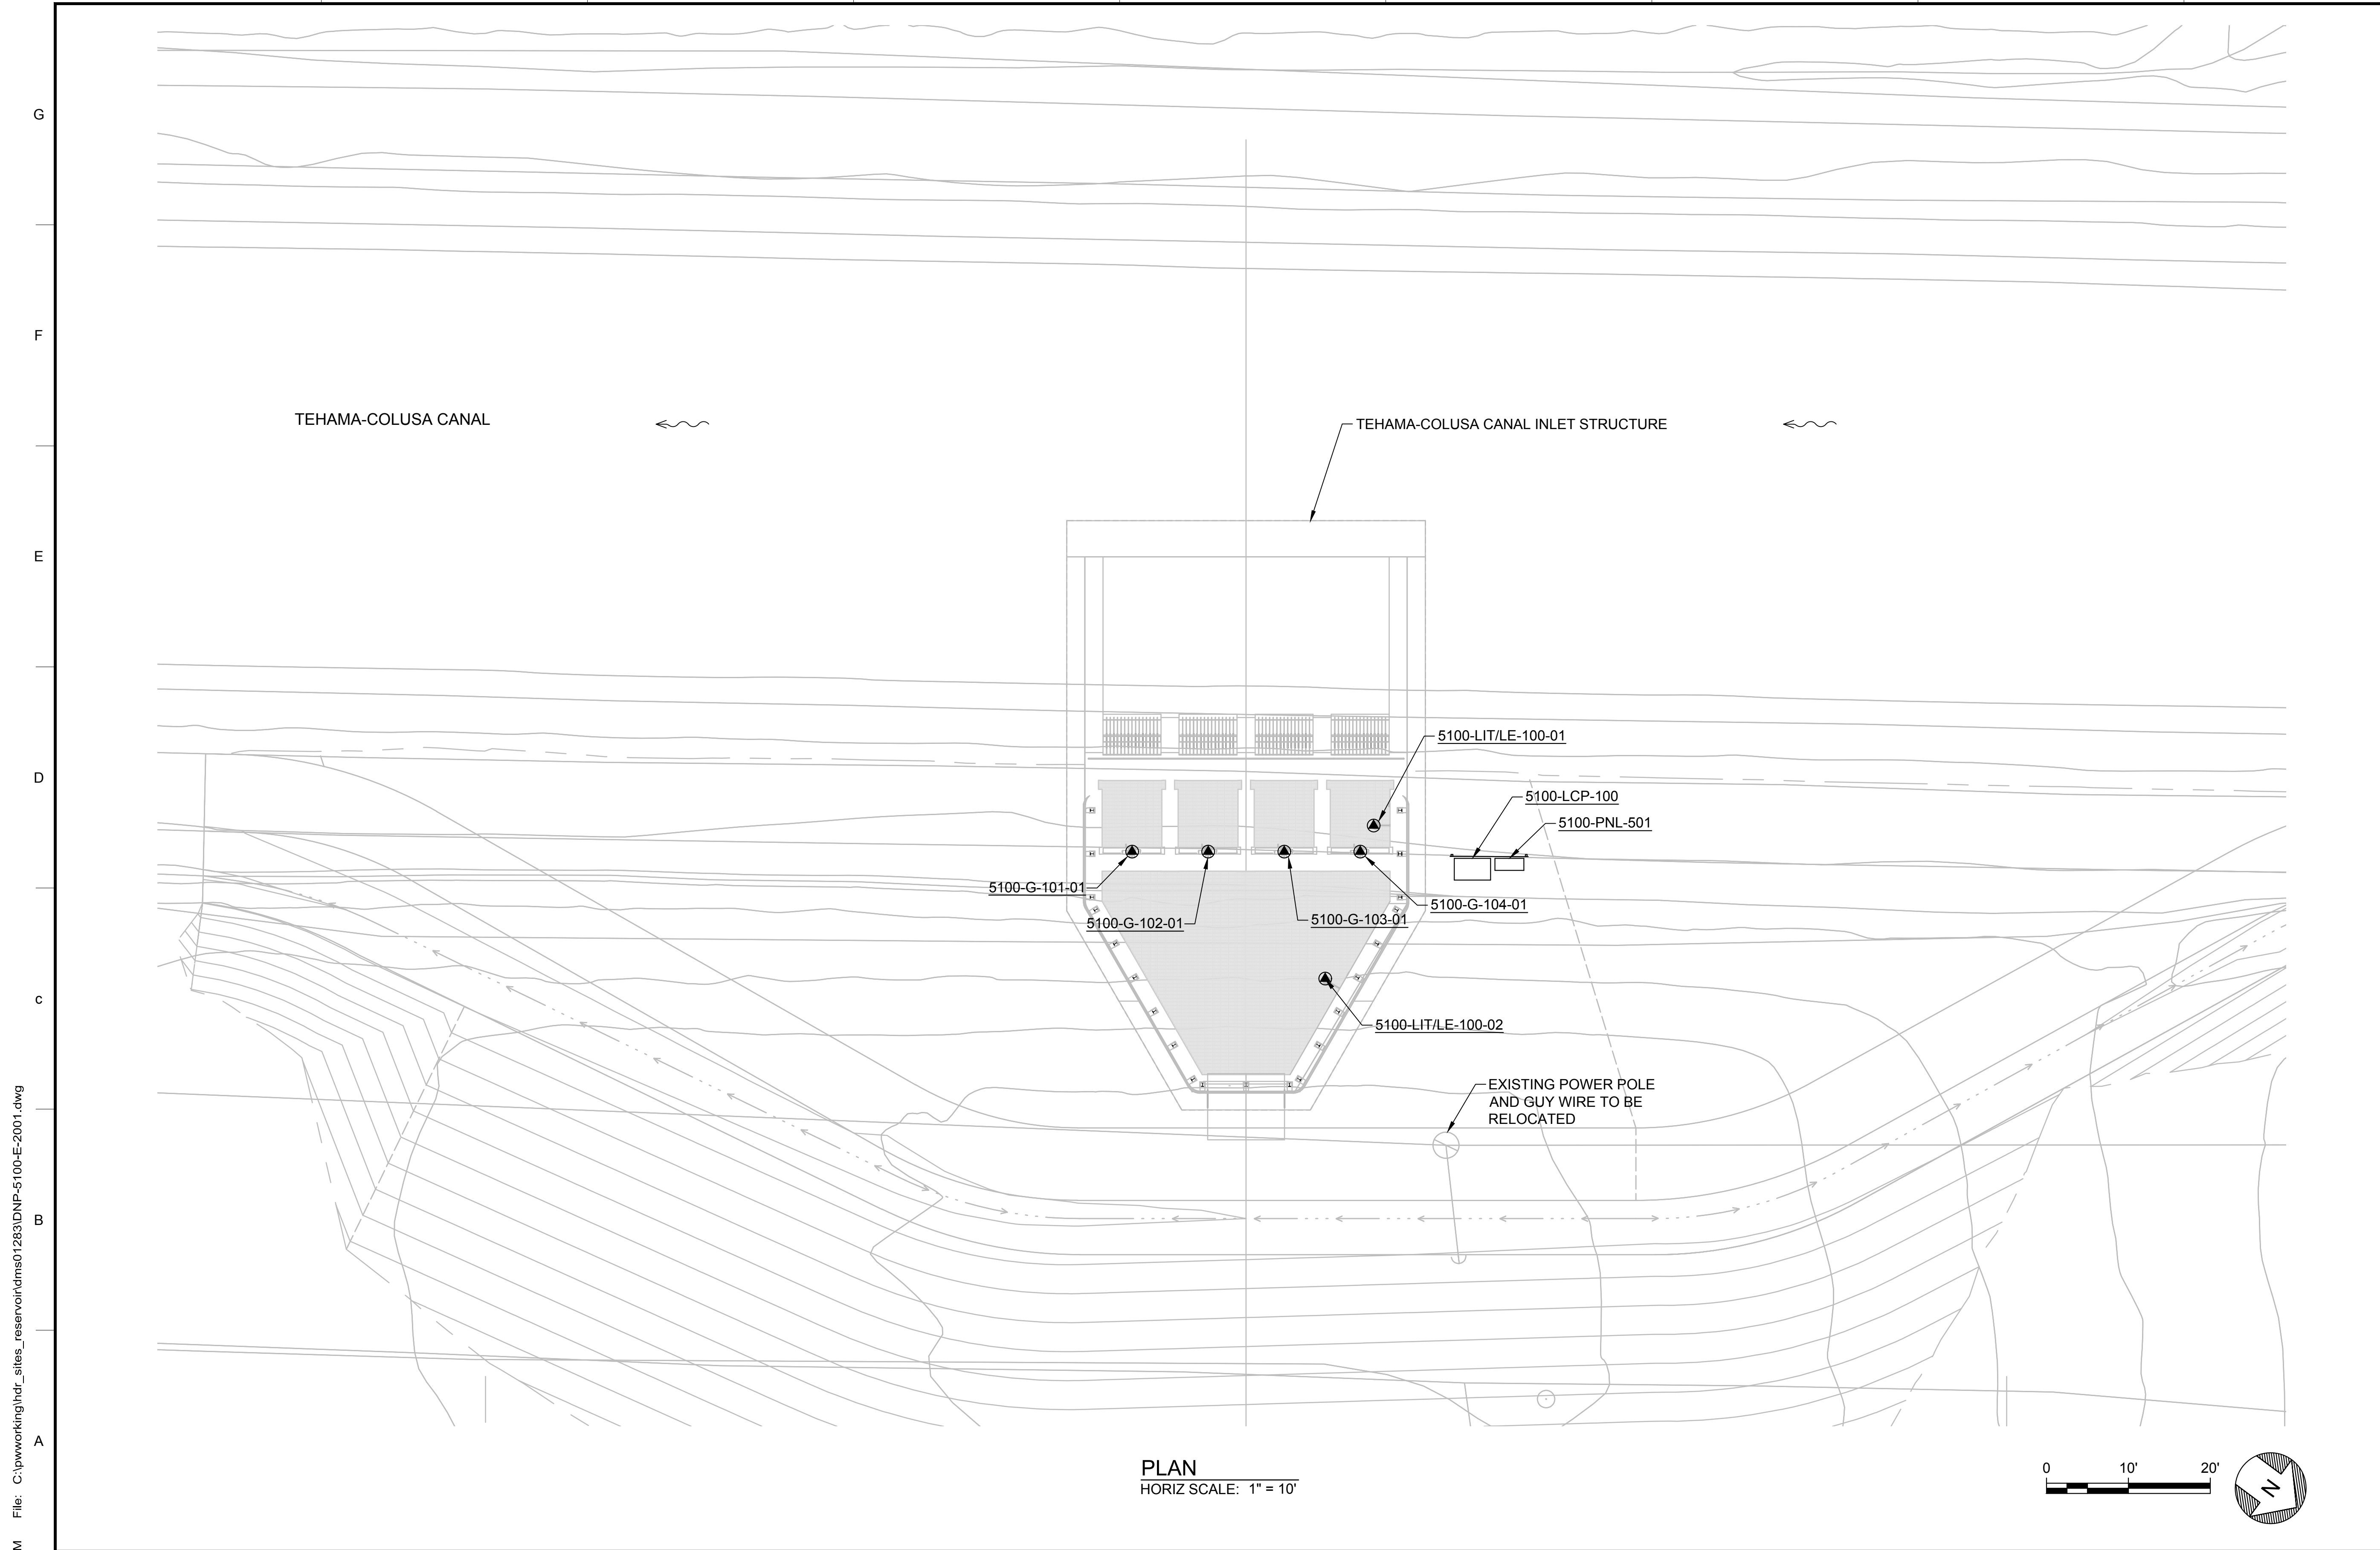 G
F
TEHAMA-COLUSA CANAL
TEHAMA-COLUSA CANAL INLET STRUCTURE
E
5100-LIT/LE-100-01
D
5100-LCP-100
5100-PNL-501
5100-G-101-01
5100-G-102-01
5100-G-103-01
5100-G-104-01
c
5100-LIT/LE-100-02
EXISTING POWER POLE
AND GUY WIRE TO BE
RELOCATED
B
A
PLAN
HORIZ SCALE: 1" = 10'
0 10' 20'
N
M File: C:\pwworking\hdr_sites_reservoir\dms01283\DNP-5100-E-2001.dwg